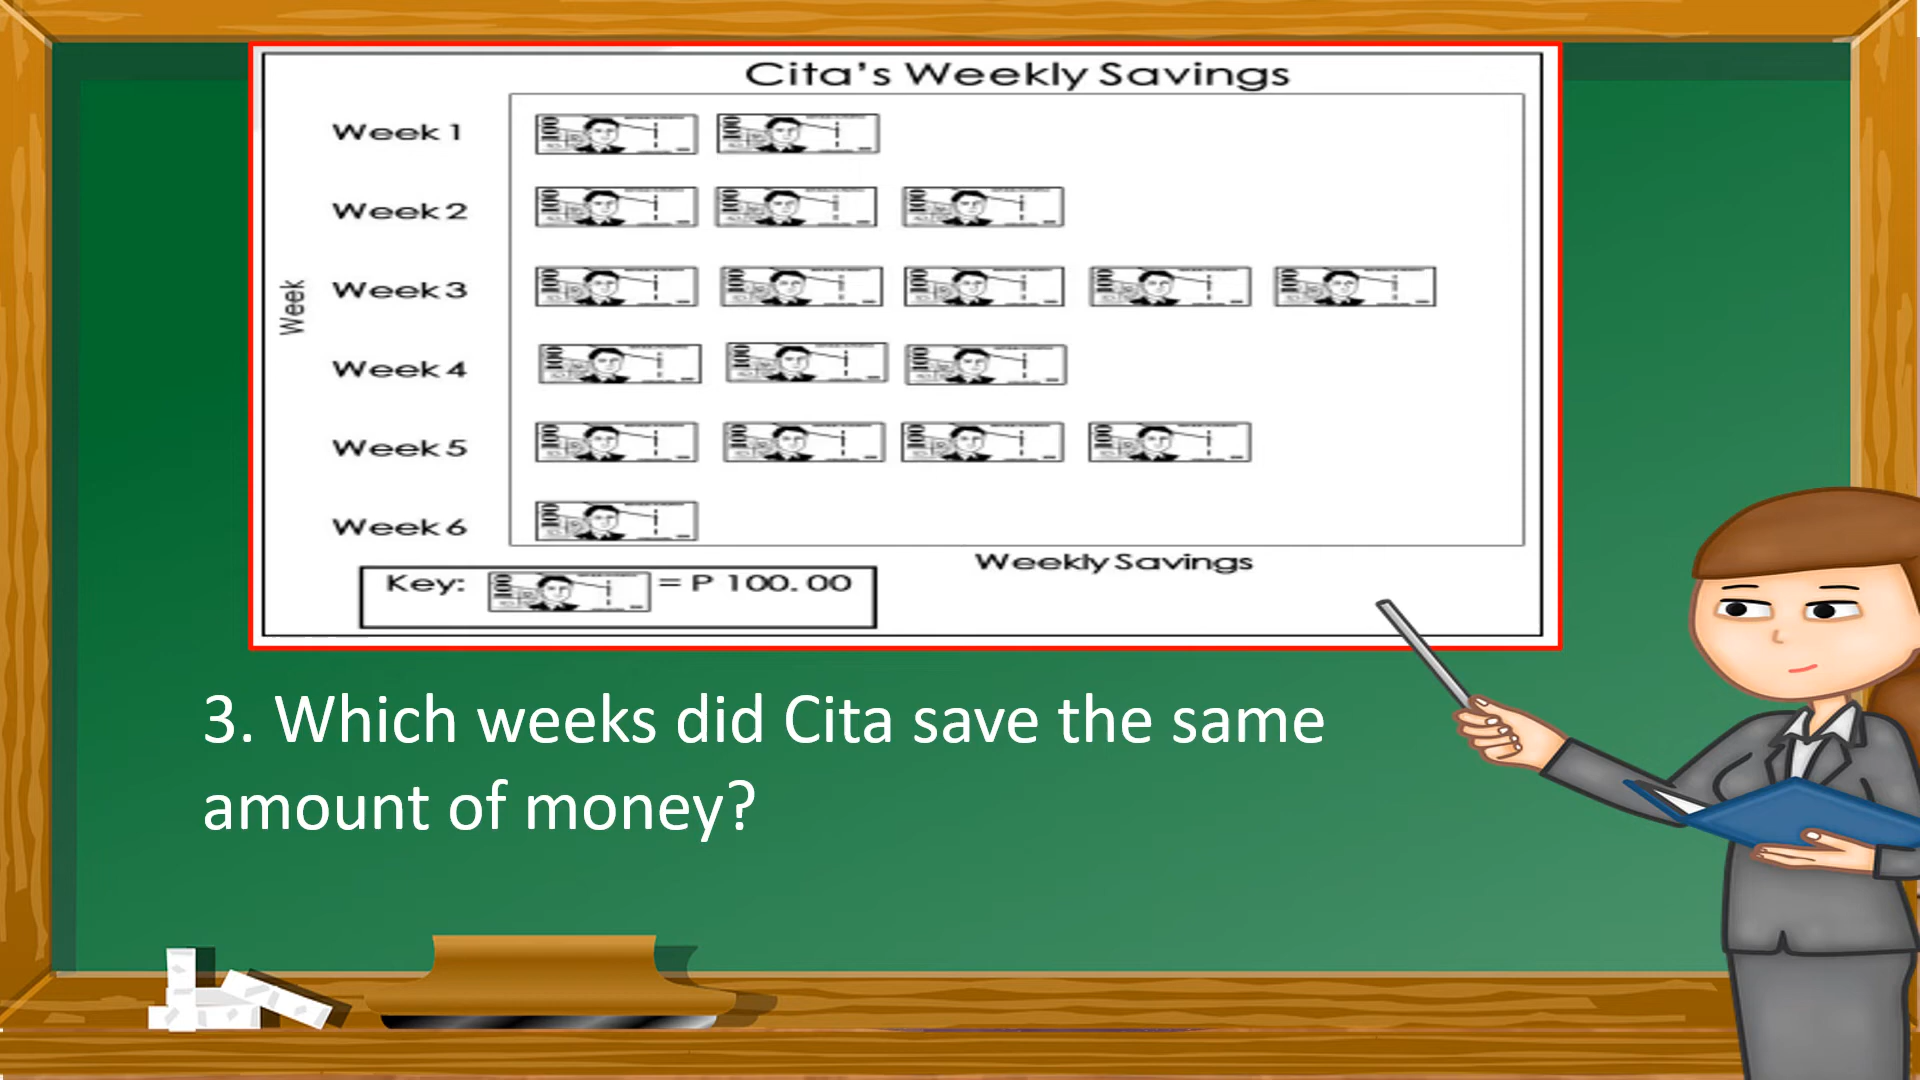 Cita's Weekly Savings
Week 1
Week 2
Week 3
Week 4
Week 5
Week 6
Week
Weekly Savings
Key: 100 = P 100.00
3. Which weeks did Cita save the same
amount of money?